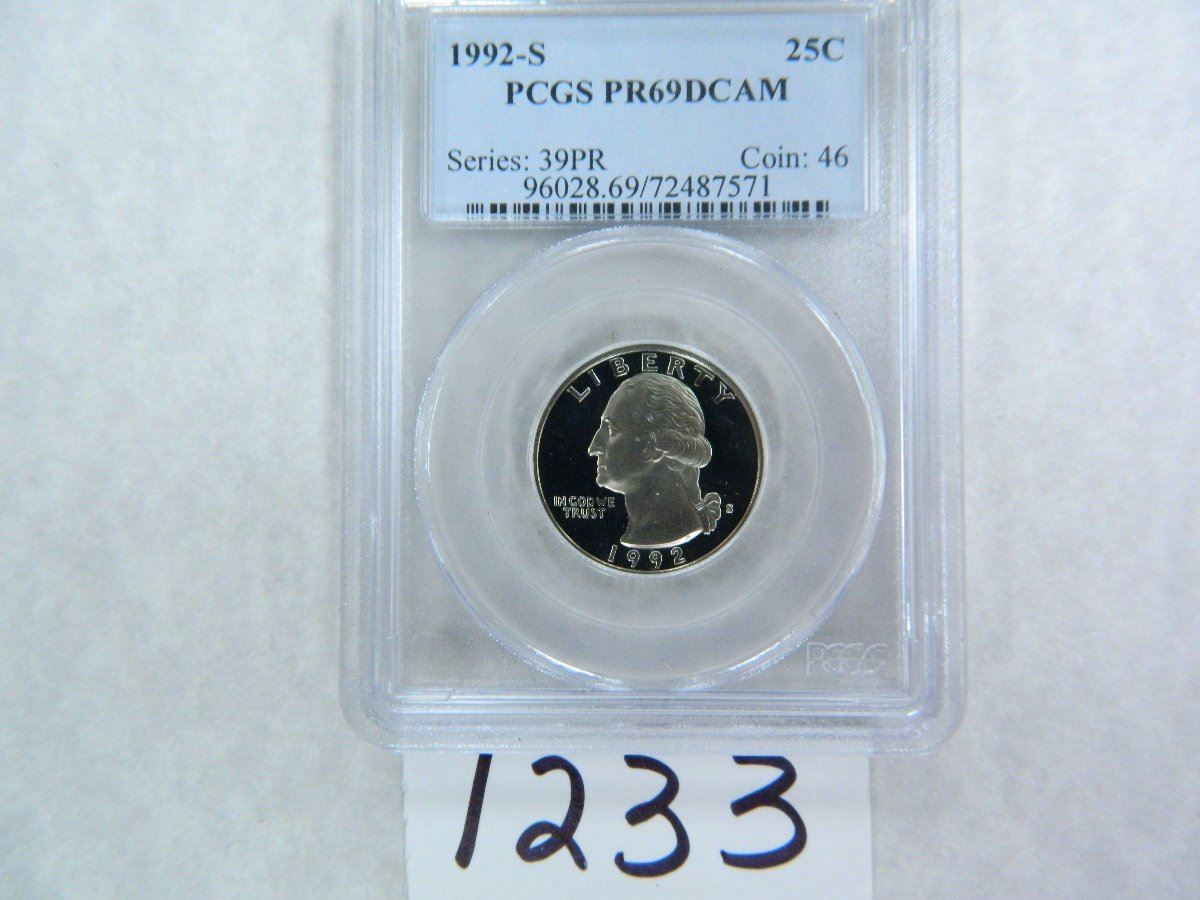 1992-S 25C
PCGS PR69DCAM
Series: 39PR Coin: 46
96028.69/72487571
LIBERTY
IN GOD WE
TRUST
S
1992
PCGS
1233